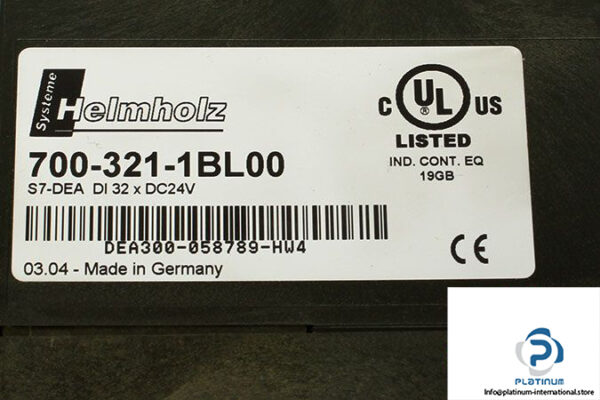 Systeme
Helmholz
700-321-1BL00
S7-DEA DI 32 x DC24V
DEA300-058789-HW4
03.04 - Made in Germany
C UL US
LISTED
IND. CONT. EQ
19GB
CE
PLATINUM
info@platinum-international.store